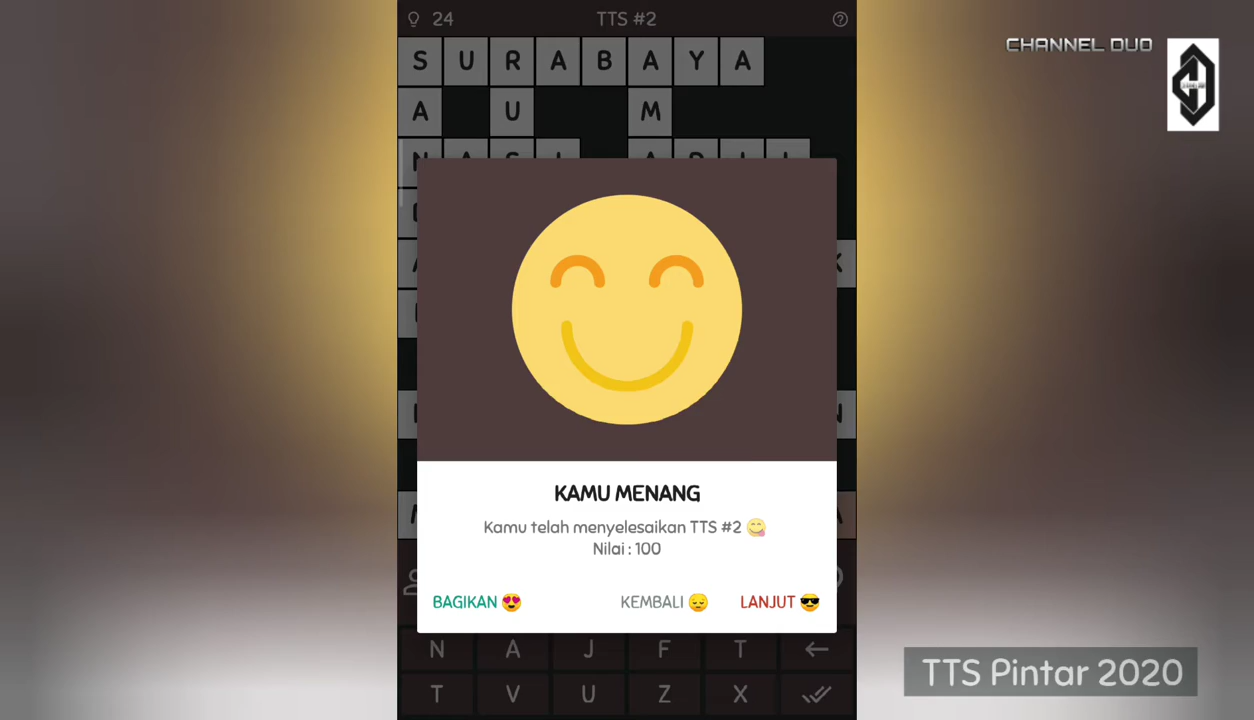 24
TTS #2
CHANNEL DUO
S U R A B A Y A
A U M
N A S I A P I
K
N
KAMU MENANG
Kamu telah menyelesaikan TTS #2 😋
Nilai : 100
BAGIKAN 😍 KEMBALI 😔 LANJUT 😎
N A J F T ←
T V U Z X
TTS Pintar 2020